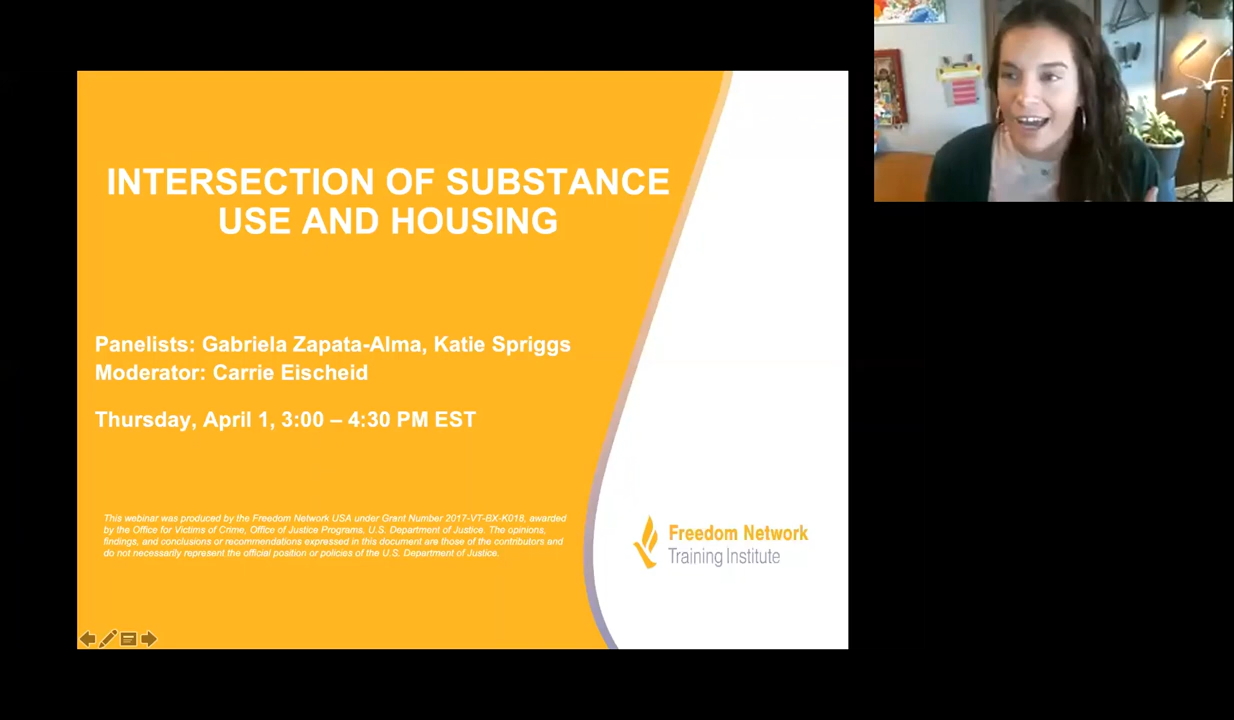 INTERSECTION OF SUBSTANCE
USE AND HOUSING
Panelists: Gabriela Zapata-Alma, Katie Spriggs
Moderator: Carrie Eischeid
Thursday, April 1, 3:00 – 4:30 PM EST
This webinar was produced by the Freedom Network USA under Grant Number 2017-VT-BX-K018, awarded
by the Office for Victims of Crime, Office of Justice Programs, U.S. Department of Justice. The opinions,
findings, and conclusions or recommendations expressed in this document are those of the contributors and
do not necessarily represent the official position or policies of the U.S. Department of Justice.
Freedom Network
Training Institute